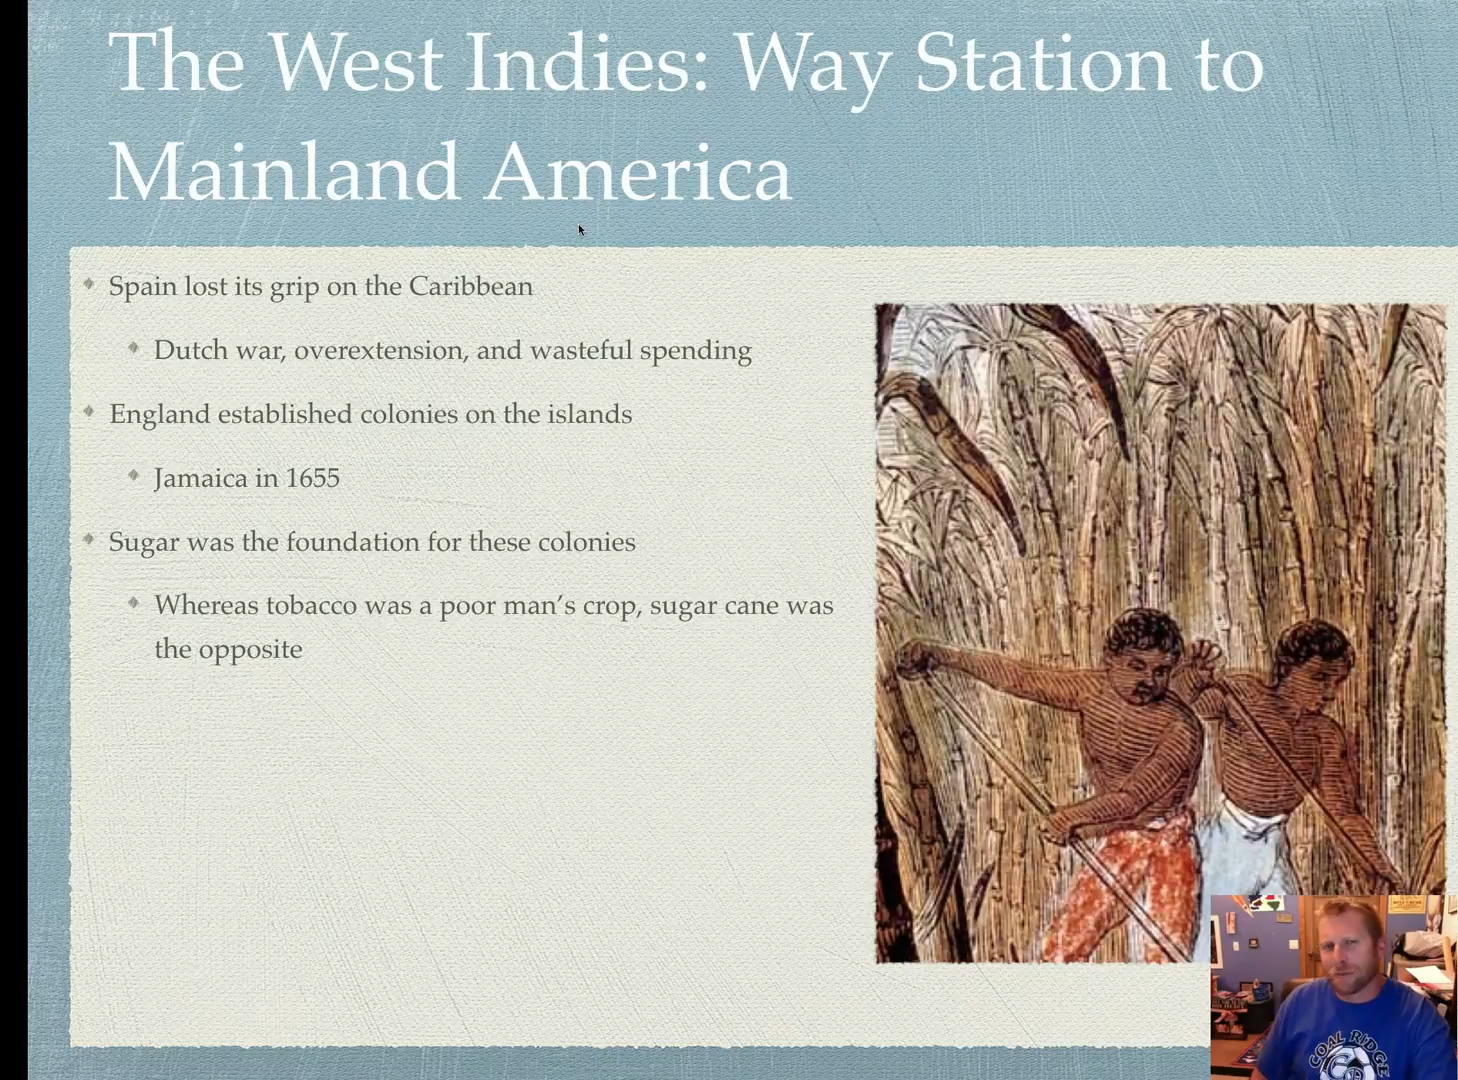 The West Indies: Way Station to
Mainland America
Spain lost its grip on the Caribbean
Dutch war, overextension, and wasteful spending
England established colonies on the islands
Jamaica in 1655
Sugar was the foundation for these colonies
Whereas tobacco was a poor man’s crop, sugar cane was
the opposite
COAL RIDGE